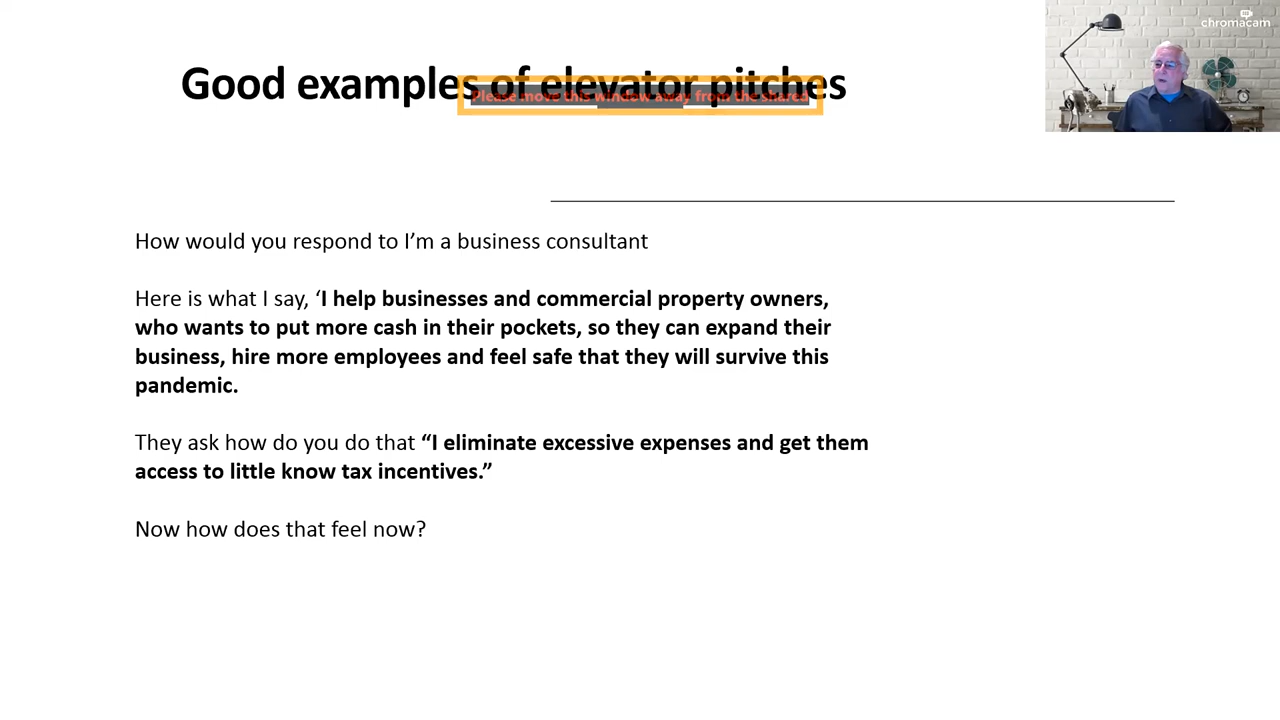 chromacam
Good examples of elevator pitches
Please move this window away from the shared
How would you respond to I’m a business consultant
Here is what I say, ‘I help businesses and commercial property owners,
who wants to put more cash in their pockets, so they can expand their
business, hire more employees and feel safe that they will survive this
pandemic.
They ask how do you do that “I eliminate excessive expenses and get them
access to little know tax incentives.”
Now how does that feel now?